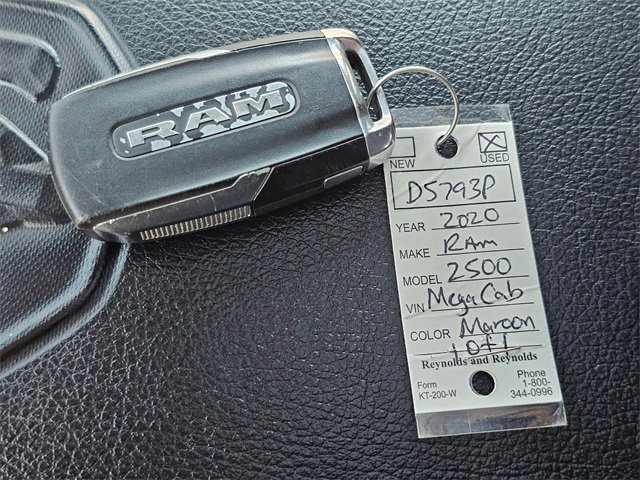 RAM
NEW USED
D5793P
YEAR 2020
MAKE RAM
MODEL 2500
VIN Mega Cab
COLOR Maroon
1 of 1
Reynolds and Reynolds
Form KT-200-W
Phone 1-800-344-0996